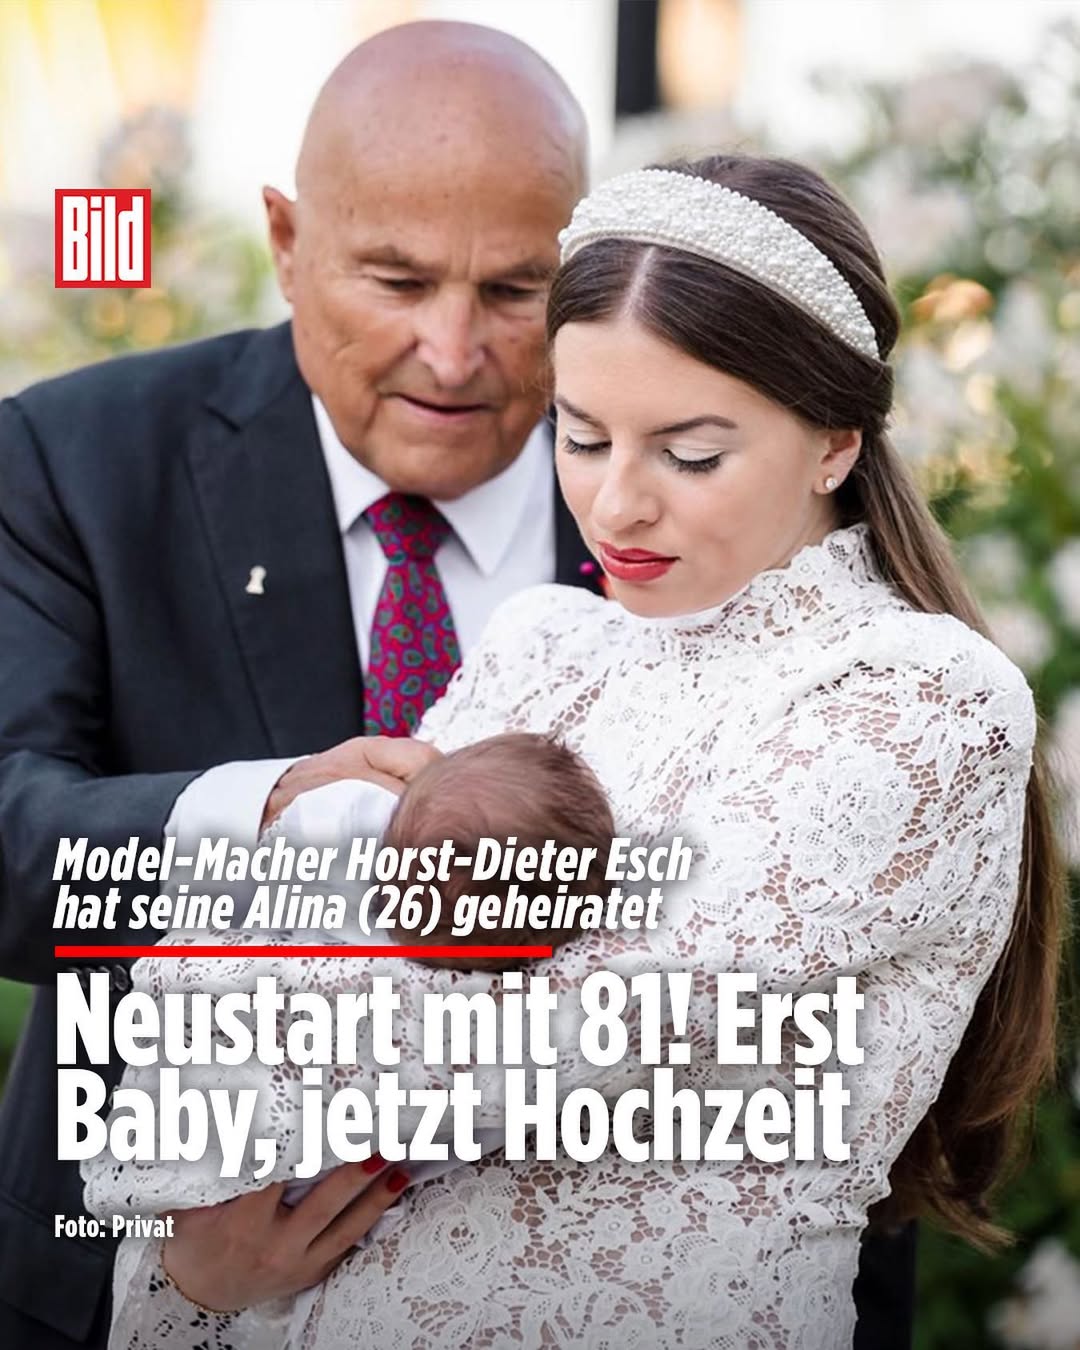 Bild
Model-Macher Horst-Dieter Esch
hat seine Alina (26) geheiratet
Neustart mit 81! Erst
Baby, jetzt Hochzeit
Foto: Privat